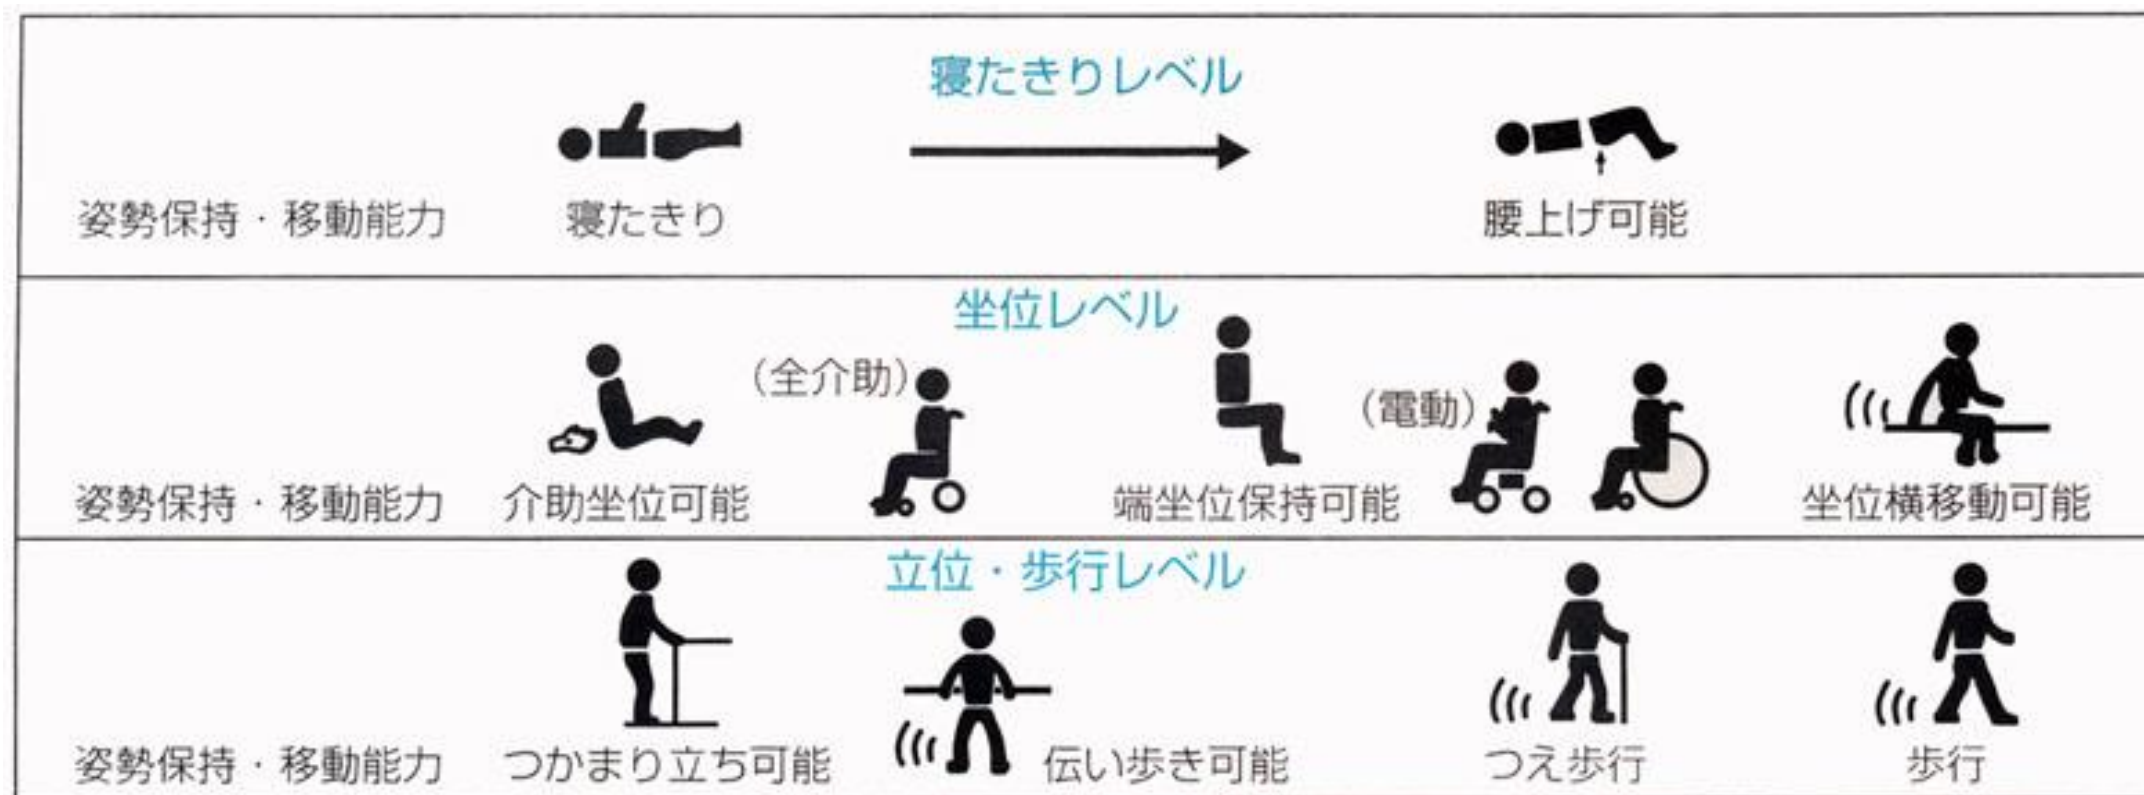 寝たきりレベル
姿勢保持・移動能力
寝たきり
腰上げ可能
坐位レベル
(全介助)
(電動)
姿勢保持・移動能力
介助坐位可能
端坐位保持可能
坐位横移動可能
立位・歩行レベル
姿勢保持・移動能力
つかまり立ち可能
伝い歩き可能
つえ歩行
歩行